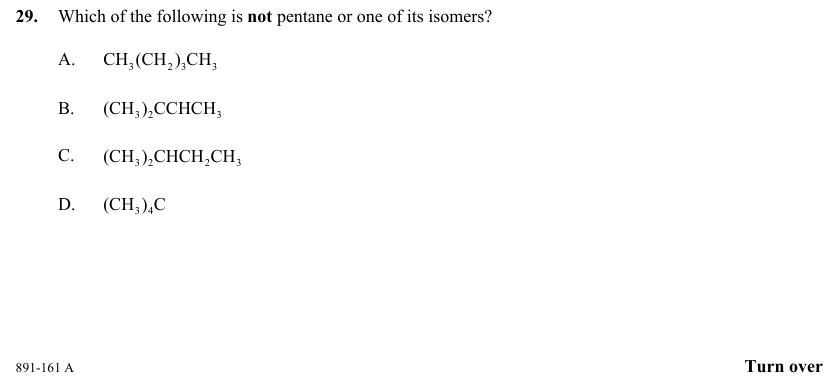 29. Which of the following is not pentane or one of its isomers?
A. CH₃(CH₂)₃CH₃
B. (CH₃)₂CCHCH₃
C. (CH₃)₂CHCH₂CH₃
D. (CH₃)₄C
891-161 A Turn over